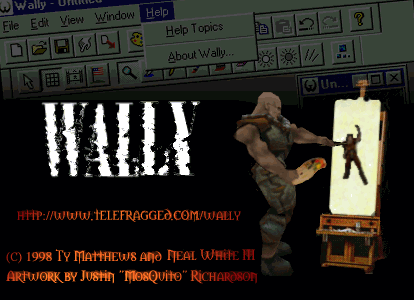 Wally - Untitled
File Edit View Window Help
Help Topics
About Wally...
Un...
WALLY
HTTP://WWW.TELEFRAGGED.COM/WALLY
(C) 1998 TY MATTHEWS AND NEAL WHITE III
ARTWORK BY JUSTIN "MOSQUITO" RICHARDSON